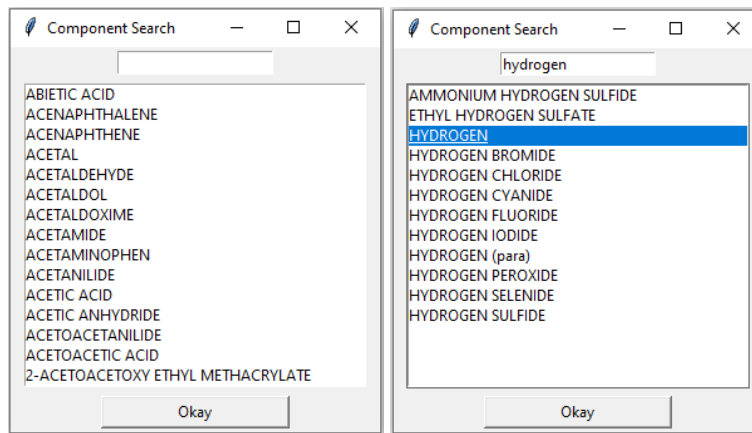 Component Search
ABIETIC ACID
ACENAPHTHALENE
ACENAPHTHENE
ACETAL
ACETALDEHYDE
ACETALDOL
ACETALDOXIME
ACETAMIDE
ACETAMINOPHEN
ACETANILIDE
ACETIC ACID
ACETIC ANHYDRIDE
ACETOACETANILIDE
ACETOACETIC ACID
2-ACETOACETOXY ETHYL METHACRYLATE
Okay
Component Search
hydrogen
AMMONIUM HYDROGEN SULFIDE
ETHYL HYDROGEN SULFATE
HYDROGEN
HYDROGEN BROMIDE
HYDROGEN CHLORIDE
HYDROGEN CYANIDE
HYDROGEN FLUORIDE
HYDROGEN IODIDE
HYDROGEN (para)
HYDROGEN PEROXIDE
HYDROGEN SELENIDE
HYDROGEN SULFIDE
Okay